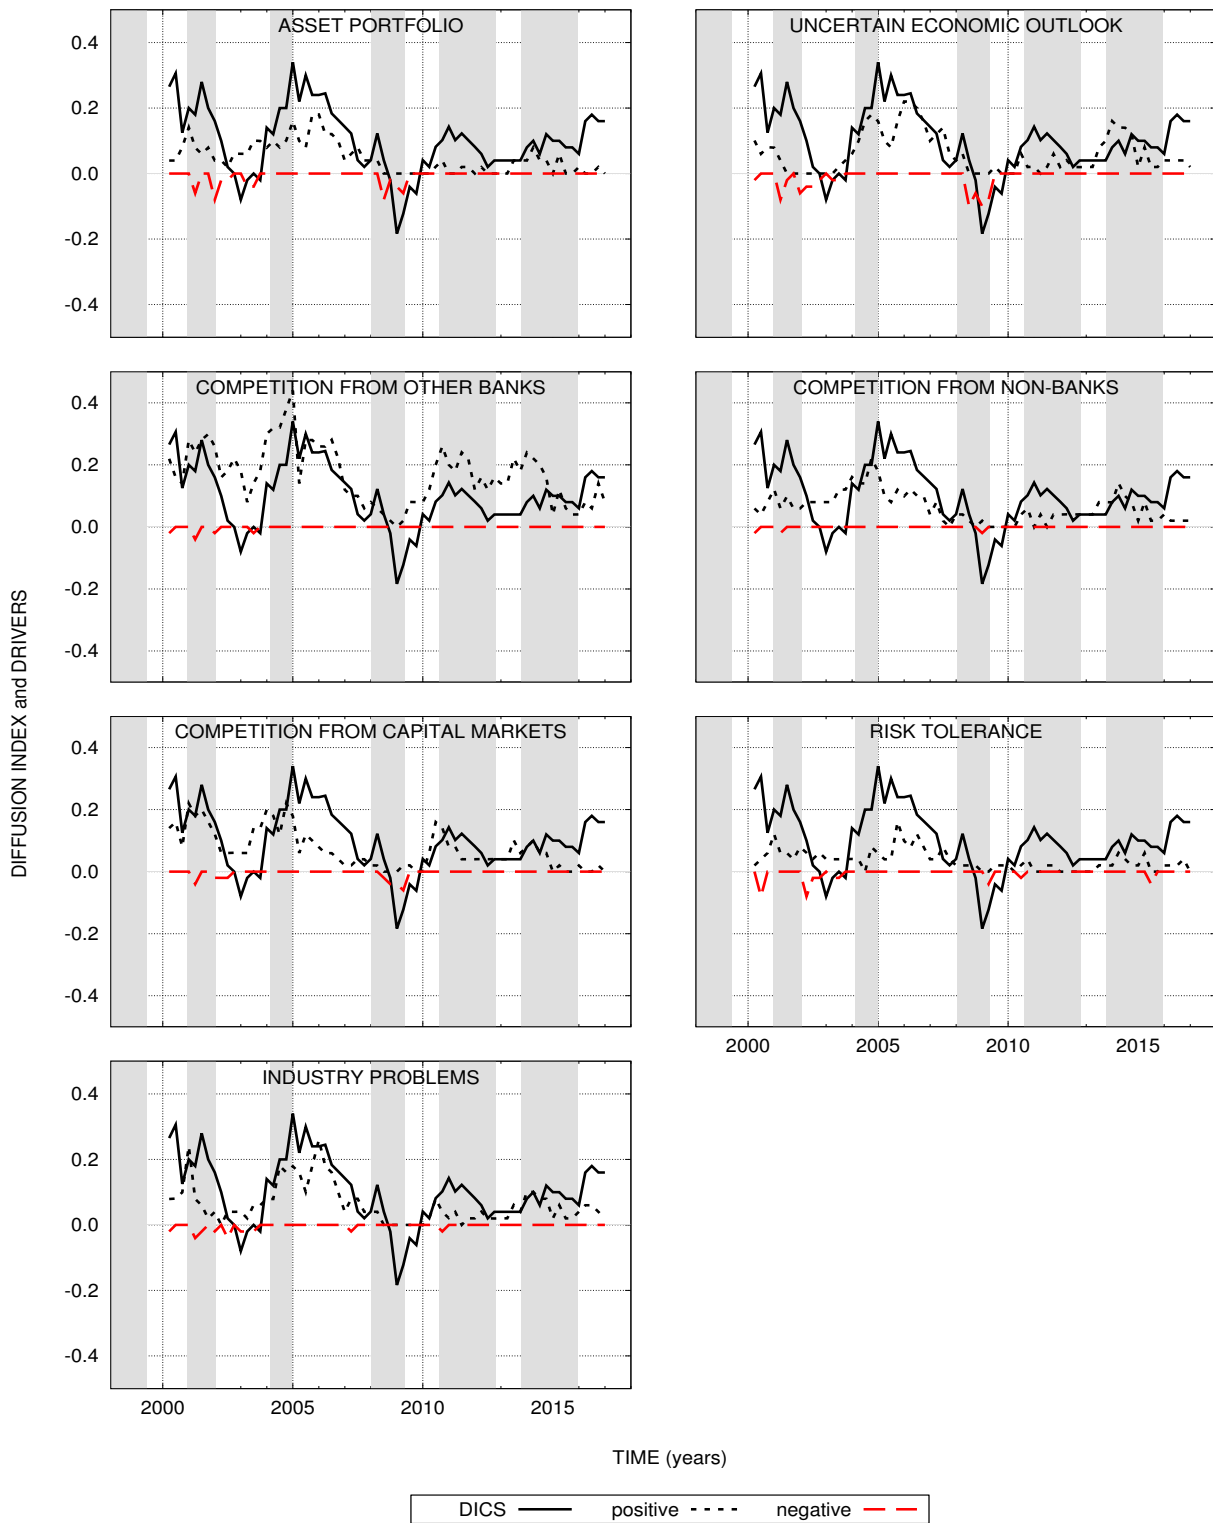 ASSET PORTFOLIO
0.4
0.2
0.0
-0.2
-0.4
UNCERTAIN ECONOMIC OUTLOOK
COMPETITION FROM OTHER BANKS
0.4
0.2
0.0
-0.2
-0.4
COMPETITION FROM NON-BANKS
DIFFUSION INDEX and DRIVERS
COMPETITION FROM CAPITAL MARKETS
0.4
0.2
0.0
-0.2
-0.4
RISK TOLERANCE
2000 2005 2010 2015
INDUSTRY PROBLEMS
0.4
0.2
0.0
-0.2
-0.4
2000 2005 2010 2015
TIME (years)
DICS positive negative